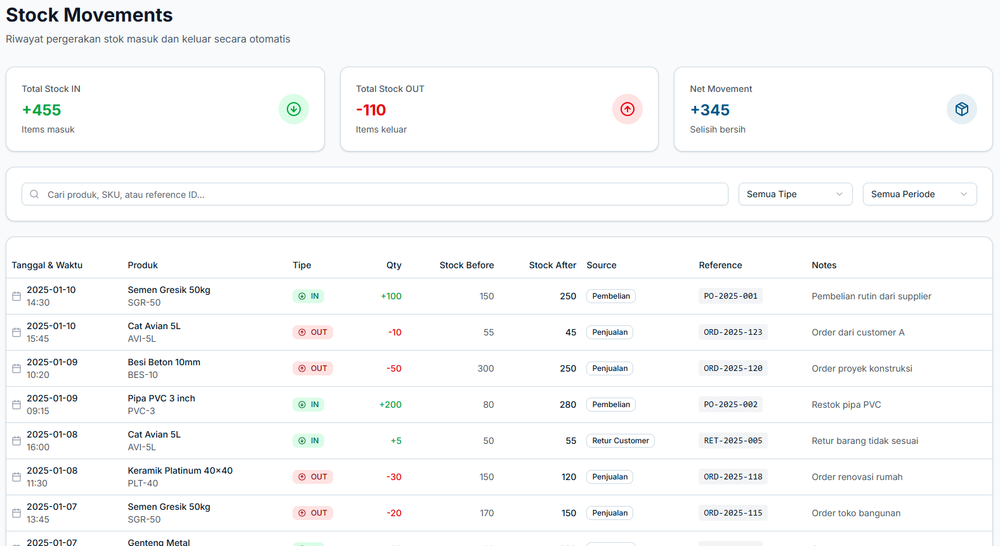 Stock Movements
Riwayat pergerakan stok masuk dan keluar secara otomatis
Total Stock IN
+455
Items masuk
Total Stock OUT
-110
Items keluar
Net Movement
+345
Selisih bersih
Cari produk, SKU, atau reference ID...
Semua Tipe
Semua Periode
Tanggal & Waktu Produk Tipe Qty Stock Before Stock After Source Reference Notes
2025-01-10 Semen Gresik 50kg
14:30 SGR-50
IN +100 150 250 Pembelian PO-2025-001 Pembelian rutin dari supplier
2025-01-10 Cat Avian 5L
15:45 AVI-5L
OUT -10 55 45 Penjualan ORD-2025-123 Order dari customer A
2025-01-09 Besi Beton 10mm
10:20 BES-10
OUT -50 300 250 Penjualan ORD-2025-120 Order proyek konstruksi
2025-01-09 Pipa PVC 3 inch
09:15 PVC-3
IN +200 80 280 Pembelian PO-2025-002 Restok pipa PVC
2025-01-08 Cat Avian 5L
16:00 AVI-5L
IN +5 50 55 Retur Customer RET-2025-005 Retur barang tidak sesuai
2025-01-08 Keramik Platinum 40×40
11:30 PLT-40
OUT -30 150 120 Penjualan ORD-2025-118 Order renovasi rumah
2025-01-07 Semen Gresik 50kg
13:45 SGR-50
OUT -20 170 150 Penjualan ORD-2025-115 Order toko bangunan
2025-01-07 Genteng Metal